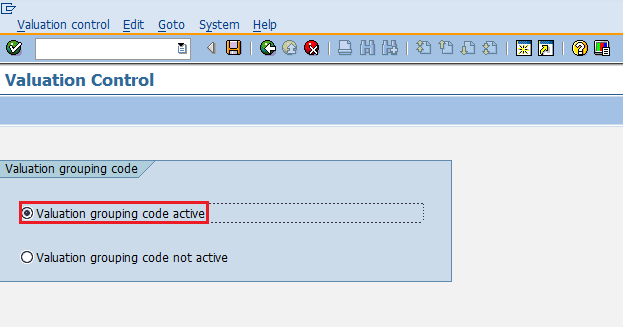 Valuation control Edit Goto System Help
Valuation Control
Valuation grouping code
Valuation grouping code active
Valuation grouping code not active